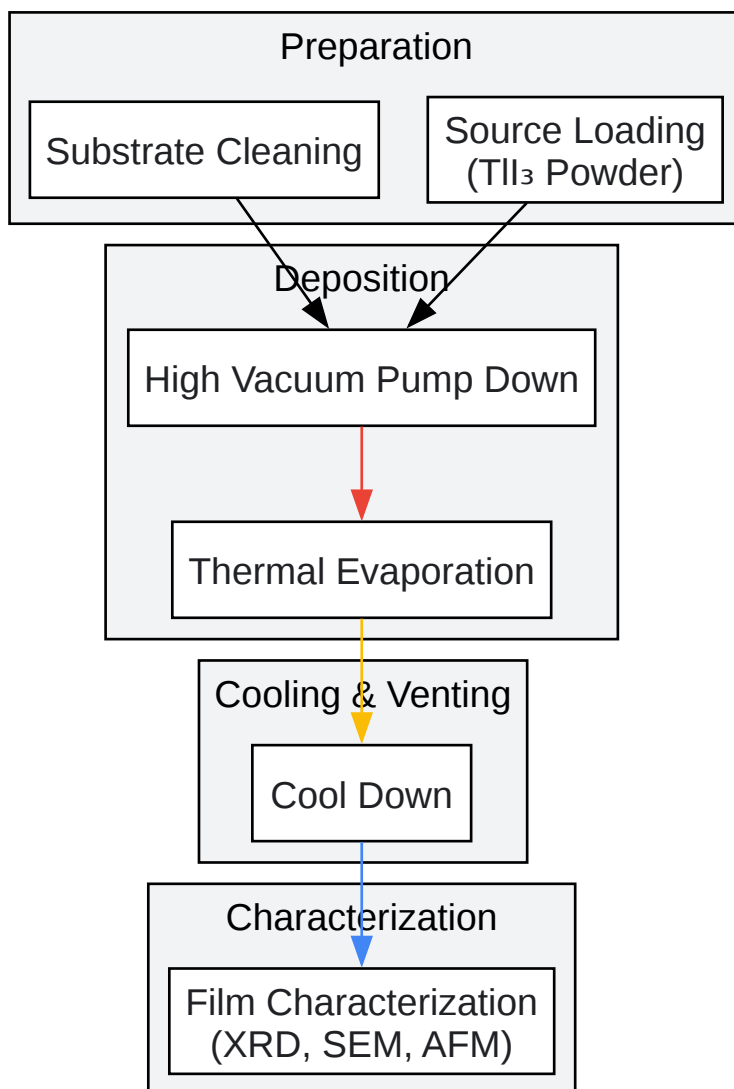 Preparation
Substrate Cleaning
Source Loading
(TlI₃ Powder)
Deposition
High Vacuum Pump Down
Thermal Evaporation
Cooling & Venting
Cool Down
Characterization
Film Characterization
(XRD, SEM, AFM)